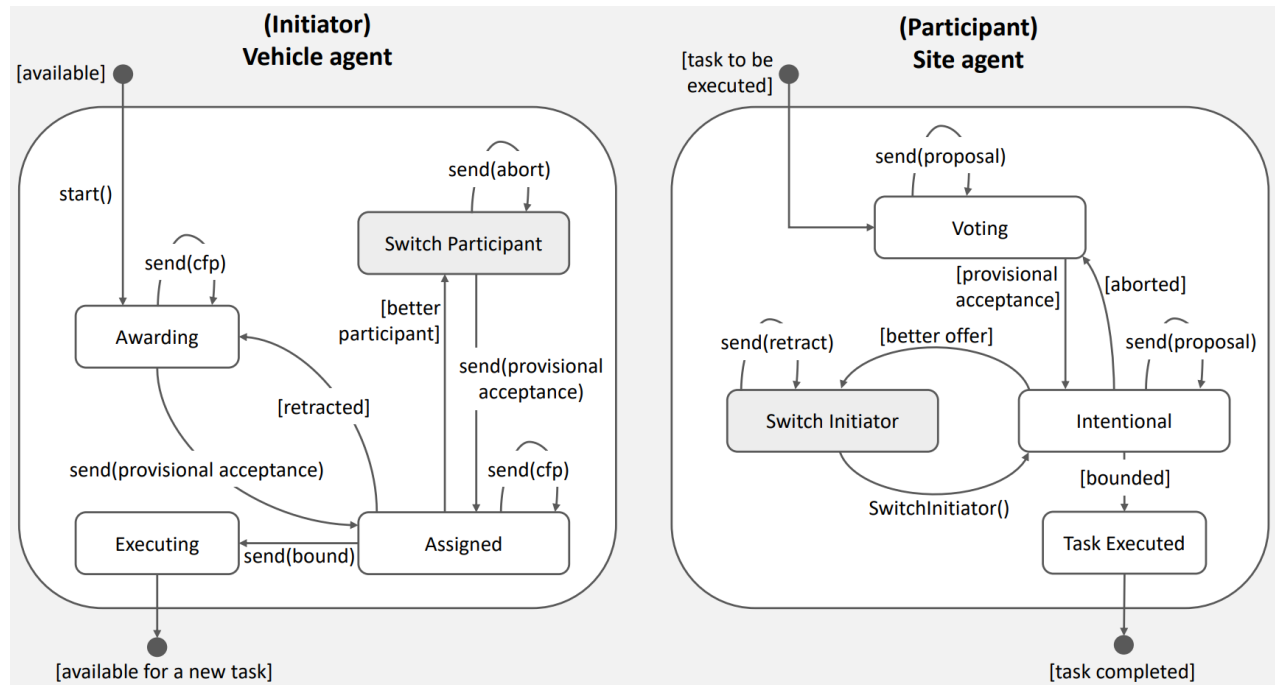 (Initiator)
Vehicle agent
[available]
start()
send(abort)
Switch Participant
send(cfp)
Awarding
[better
participant]
send(provisional
acceptance)
[retracted]
send(provisional acceptance)
send(cfp)
Executing
send(bound)
Assigned
[available for a new task]
(Participant)
Site agent
[task to be
executed]
send(proposal)
Voting
[provisional
acceptance]
[aborted]
[better offer]
send(retract)
send(proposal)
Switch Initiator
Intentional
[bounded]
SwitchInitiator()
Task Executed
[task completed]